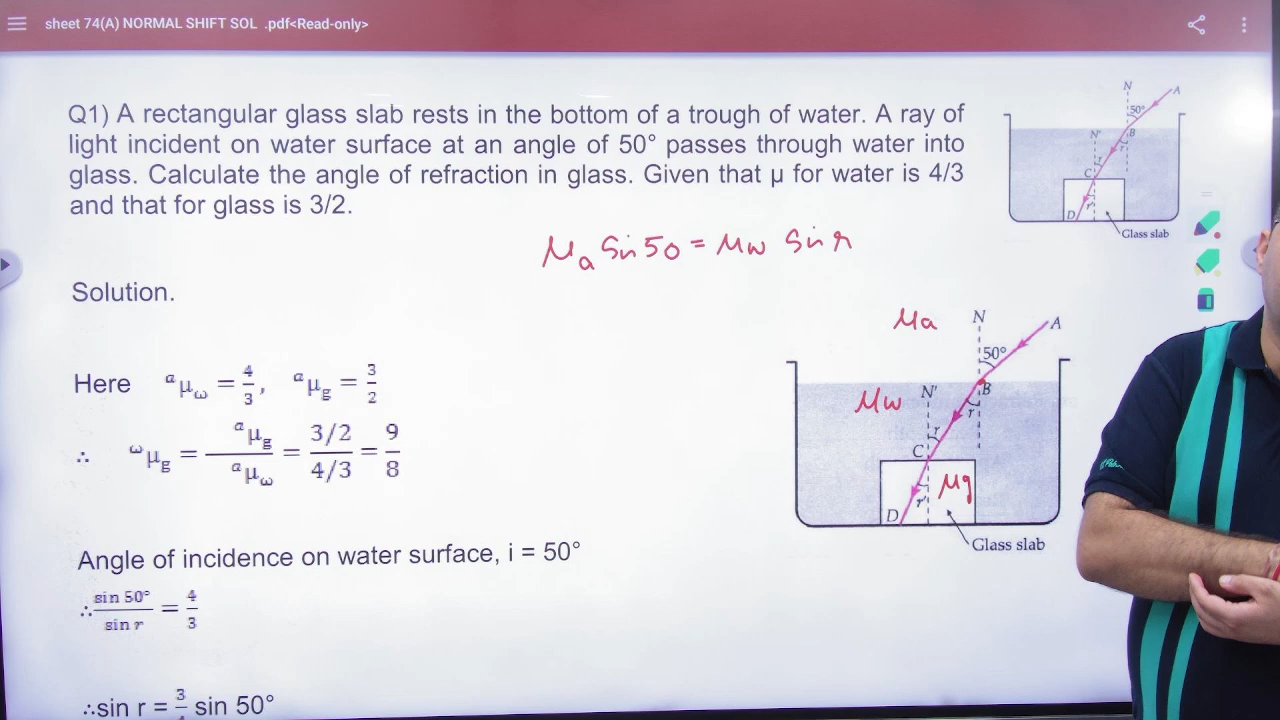 sheet 74(A) NORMAL SHIFT SOL .pdf<Read-only>
Q1) A rectangular glass slab rests in the bottom of a trough of water. A ray of
light incident on water surface at an angle of 50° passes through water into
glass. Calculate the angle of refraction in glass. Given that μ for water is 4/3
and that for glass is 3/2.
N
A
50°
B
N'
r
r
C
r'
D
Glass slab
μa Sin 50 = μw Sin r
Solution.
μa
N
A
50°
Here ᵃμω = 4/3, ᵃμg = 3/2
μw
N'
B
r
r
∴ ωμg = ᵃμg / ᵃμω = 3/2 / 4/3 = 9/8
C
μg
r'
D
Glass slab
Angle of incidence on water surface, i = 50°
∴ sin 50° / sin r = 4/3
∴sin r = 3/4 sin 50°